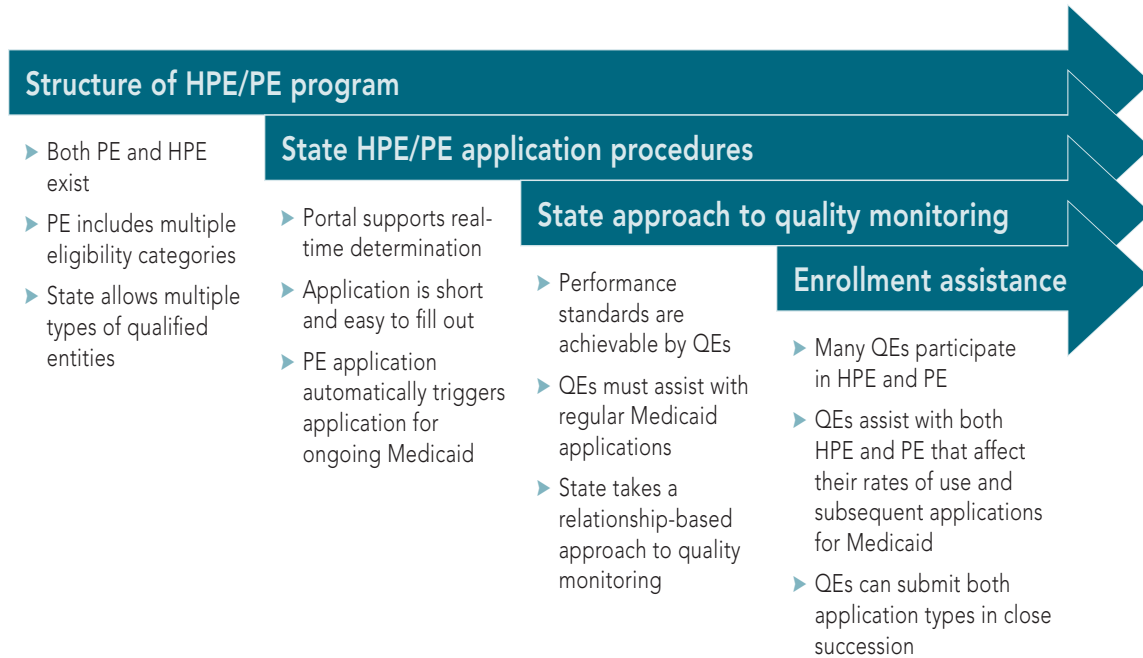 Structure of HPE/PE program
Both PE and HPE
exist
PE includes multiple
eligibility categories
State allows multiple
types of qualified
entities
State HPE/PE application procedures
Portal supports real-
time determination
Application is short
and easy to fill out
PE application
automatically triggers
application for
ongoing Medicaid
State approach to quality monitoring
Performance
standards are
achievable by QEs
QEs must assist with
regular Medicaid
applications
State takes a
relationship-based
approach to quality
monitoring
Enrollment assistance
Many QEs participate
in HPE and PE
QEs assist with both
HPE and PE that affect
their rates of use and
subsequent applications
for Medicaid
QEs can submit both
application types in close
succession